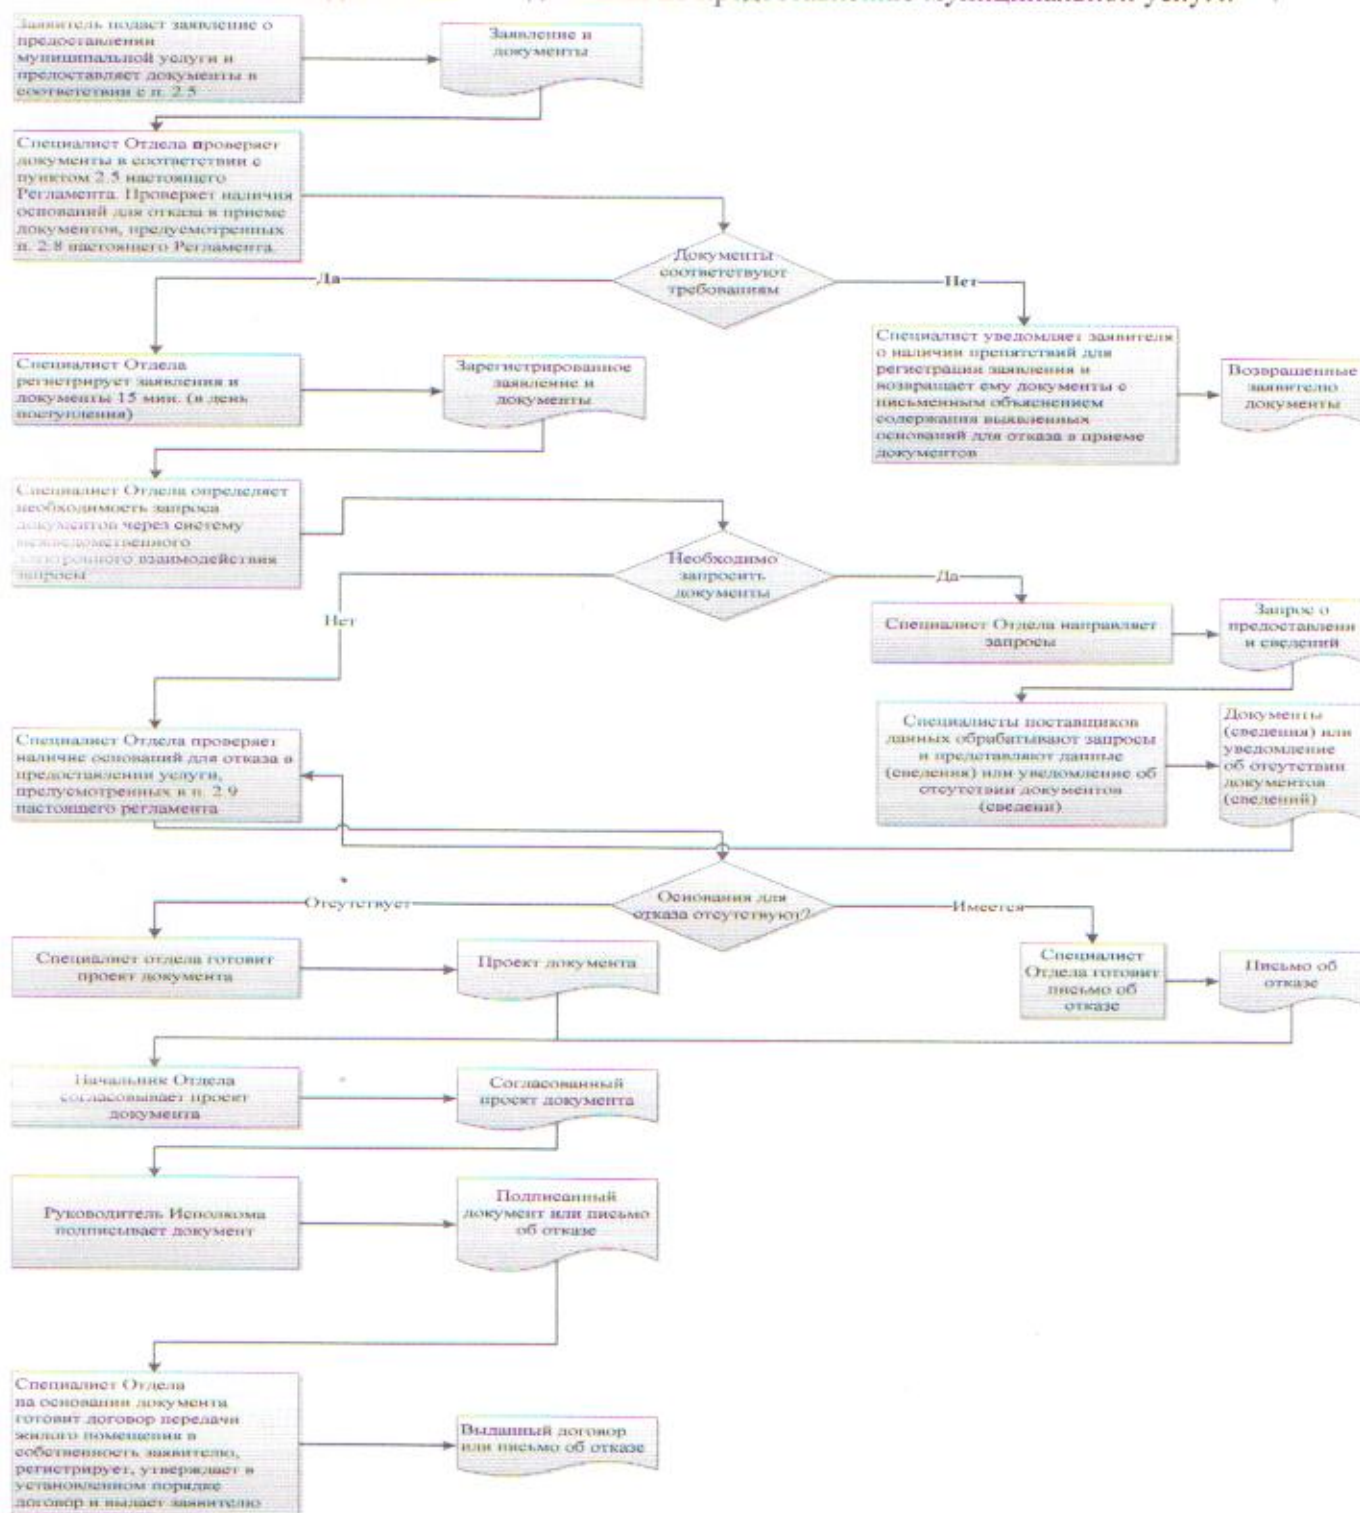 муниципальной услуги
Заявитель подает заявление о
предоставлении
муниципальной услуги и
предоставляет документы в
соответствии с п. 2.5
Заявление и
документы
Специалист Отдела проверяет
документы в соответствии с
пунктом 2.5 настоящего
Регламента. Проверяет наличия
оснований для отказа в приеме
документов, предусмотренных
п. 2.8 настоящего Регламента.
Документы
соответствуют
требованиям
Да
Нет
Специалист Отдела
регистрирует заявления и
документы 15 мин. (в день
поступления)
Зарегистрированное
заявление и
документы
Специалист уведомляет заявителя
о наличии препятствий для
регистрации заявления и
возвращает ему документы с
письменным объяснением
содержания выявленных
оснований для отказа в приеме
документов
Возвращенные
заявителю
документы
Специалист Отдела определяет
необходимость запроса
документов через систему
межведомственного
электронного взаимодействия
запросы
Необходимо
запросить
документы
Да
Нет
Специалист Отдела направляет
запросы
Запрос о
предоставлени
и сведений
Специалисты поставщиков
данных обрабатывают запросы
и представляют данные
(сведения) или уведомление об
отсутствии документов
(сведени)
Документы
(сведения) или
уведомление
об отсутствии
документов
(сведений)
Специалист Отдела проверяет
наличие оснований для отказа в
предоставлении услуги,
предусмотренных в п. 2.9
настоящего регламента
Основания для
отказа отсутствуют?
Отсутствует
Имеется
Специалист отдела готовит
проект документа
Проект документа
Специалист
Отдела готовит
письмо об
отказе
Письмо об
отказе
Начальник Отдела
согласовывает проект
документа
Согласованный
проект документа
Руководитель Исполкома
подписывает документ
Подписанный
документ или письмо
об отказе
Специалист Отдела
на основании документа
готовит договор передачи
жилого помещения в
собственность заявителю,
регистрирует, утверждает в
установленном порядке
договор и выдает заявителю
Выданный договор
или письмо об отказе